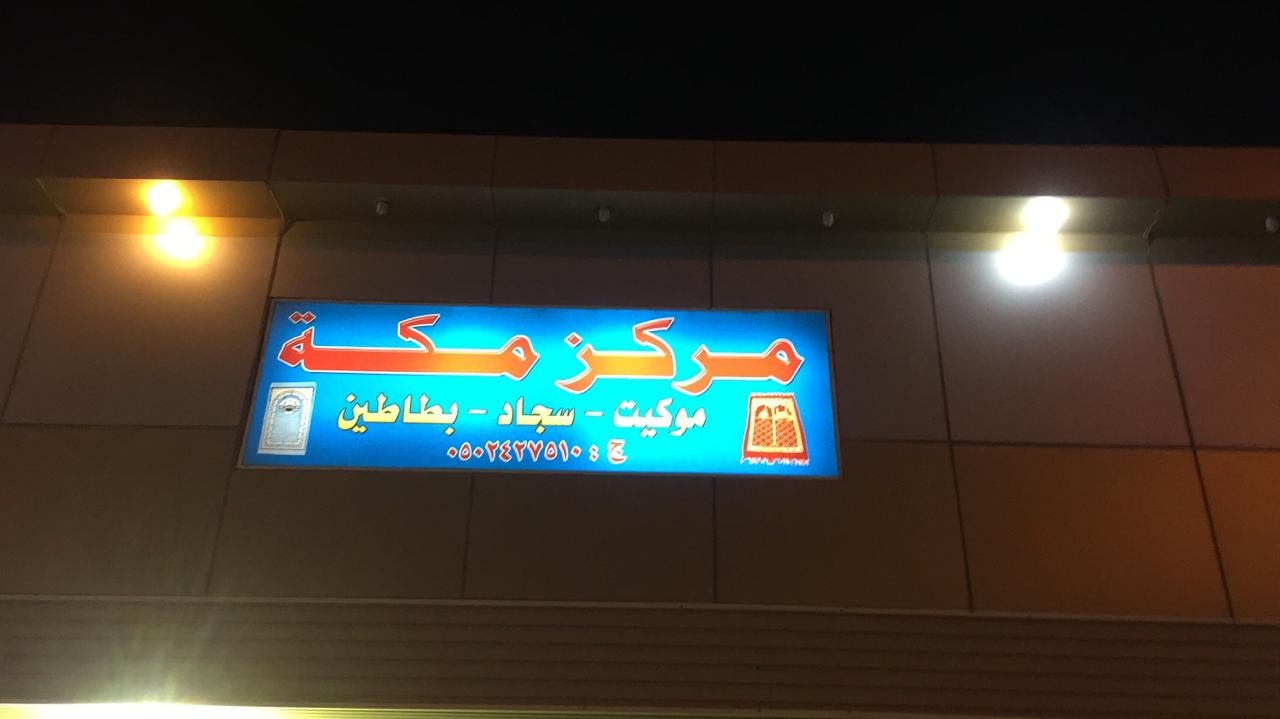 مركز مكة
موكيت - سجاد - بطاطين
ج : ٠٥٠٢٤٢٧٥١٠